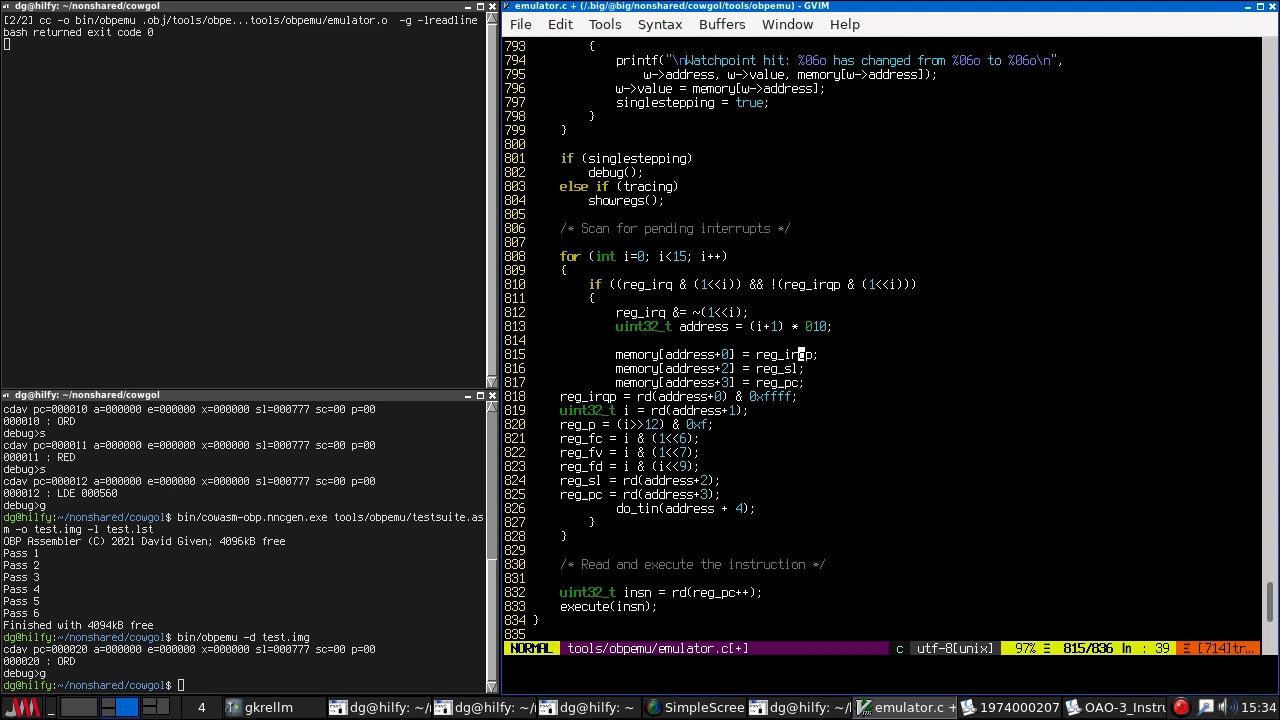 dg@hilfy: ~/nonshared/cowgol
[2/2] cc -o bin/obpemu .obj/tools/obpe...tools/obpemu/emulator.o  -g -lreadline
bash returned exit code 0
dg@hilfy: ~/nonshared/cowgol
cdav pc=000010 a=000000 e=000000 x=000000 sl=000777 sc=00 p=00
000010 : ORD
debug>s
cdav pc=000011 a=000000 e=000000 x=000000 sl=000777 sc=00 p=00
000011 : RED
debug>s
cdav pc=000012 a=000000 e=000000 x=000000 sl=000777 sc=00 p=00
000012 : LDE 000560
debug>g
dg@hilfy:~/nonshared/cowgol$ bin/cowasm-obp.nncgen.exe tools/obpemu/testsuite.as
m -o test.img -l test.lst
OBP Assembler (C) 2021 David Given; 4096kB free
Pass 1
Pass 2
Pass 3
Pass 4
Pass 5
Pass 6
Finished with 4094kB free
dg@hilfy:~/nonshared/cowgol$ bin/obpemu -d test.img
cdav pc=000020 a=000000 e=000000 x=000000 sl=000777 sc=00 p=00
000020 : ORD
debug>g
dg@hilfy:~/nonshared/cowgol$
emulator.c + (/.big/@big/nonshared/cowgol/tools/obpemu) - GVIM
File Edit Tools Syntax Buffers Cowgol Help
793         {
794             printf("\nWatchpoint hit: %06o has changed from %06o to %06o\n",
795                 w->address, w->value, memory[w->address]);
796             w->value = memory[w->address];
797             singlestepping = true;
798         }
799     }
800
801     if (singlestepping)
802         debug();
803     else if (tracing)
804         showregs();
805
806     /* Scan for pending interrupts */
807
808     for (int i=0; i<15; i++)
809     {
810         if ((reg_irq & (1<<i)) && !(reg_irqp & (1<<i)))
811         {
812             reg_irq &= ~(1<<i);
813             uint32_t address = (i+1) * 010;
814
815             memory[address+0] = reg_irqp;
816             memory[address+2] = reg_sl;
817             memory[address+3] = reg_pc;
818     reg_irqp = rd(address+0) & 0xffff;
819     uint32_t i = rd(address+1);
820     reg_p = (i>>12) & 0xf;
821     reg_fc = i & (1<<6);
822     reg_fv = i & (1<<7);
823     reg_fd = i & (i<<9);
824     reg_sl = rd(address+2);
825     reg_pc = rd(address+3);
826             do_tin(address + 4);
827         }
828     }
829
830     /* Read and execute the instruction */
831
832     uint32_t insn = rd(reg_pc++);
833     execute(insn);
834 }
835
NORMAL tools/obpemu/emulator.c[+] c utf-8[unix] 97% Ξ 815/836 ln : 39 Ξ [714]tr…
4 gkrellm dg@hilfy: ~/ dg@hilfy: ~/ dg@hilfy: ~ SimpleScree dg@hilfy: ~/ emulator.c + 1974000207 OAO-3_Instru 15:34